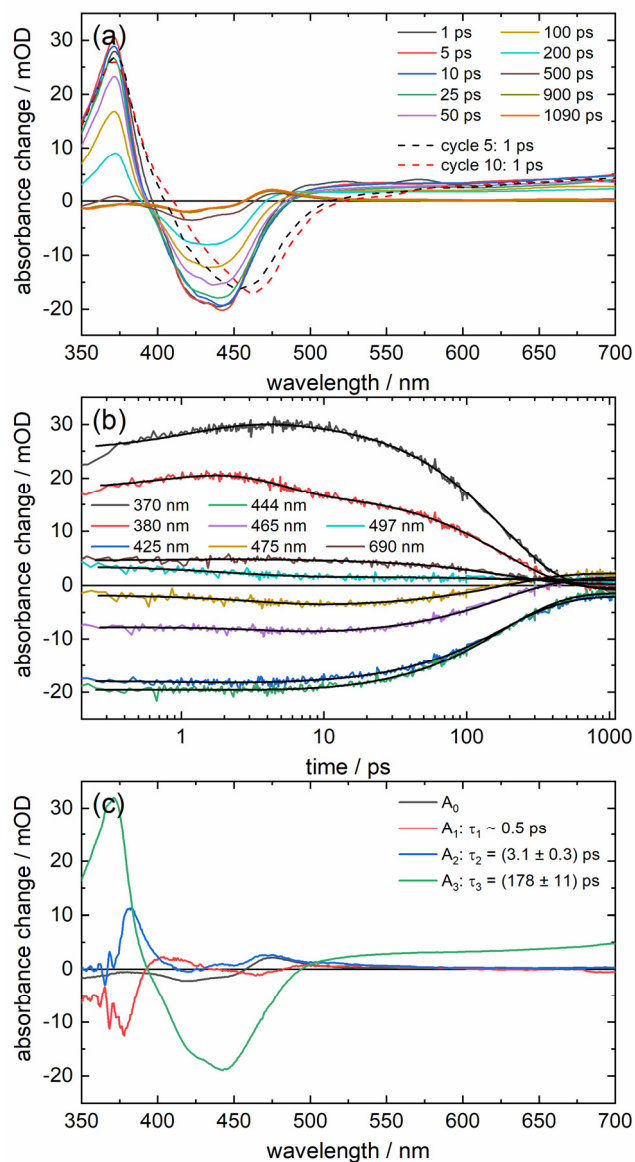 (a)
absorbance change / mOD
30
20
10
0
-10
-20
1 ps 100 ps
5 ps 200 ps
10 ps 500 ps
25 ps 900 ps
50 ps 1090 ps
cycle 5: 1 ps
cycle 10: 1 ps
350 400 450 500 550 600 650 700
wavelength / nm
(b)
absorbance change / mOD
30
20
10
0
-10
-20
370 nm 444 nm
380 nm 465 nm 497 nm
425 nm 475 nm 690 nm
1 10 100 1000
time / ps
(c)
absorbance change / mOD
30
20
10
0
-10
-20
A₀
A₁: τ₁ ~ 0.5 ps
A₂: τ₂ = (3.1 ± 0.3) ps
A₃: τ₃ = (178 ± 11) ps
350 400 450 500 550 600 650 700
wavelength / nm